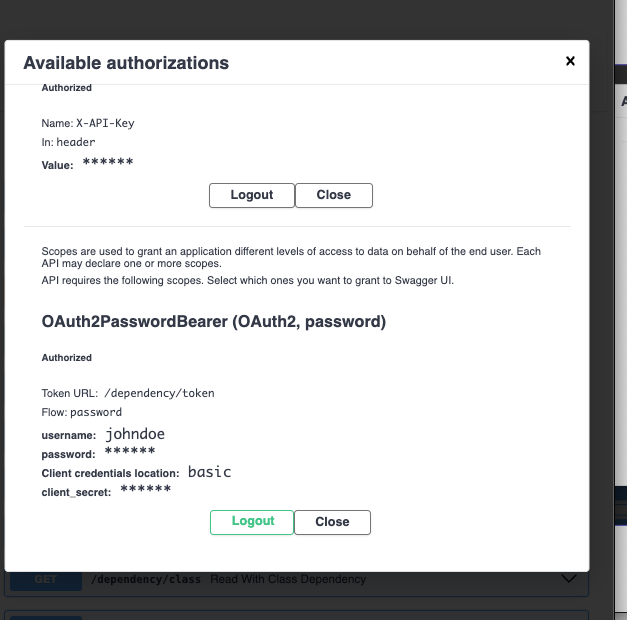 Available authorizations
Authorized
Name: X-API-Key
In: header
Value: ******
Logout Close
Scopes are used to grant an application different levels of access to data on behalf of the end user. Each
API may declare one or more scopes.
API requires the following scopes. Select which ones you want to grant to Swagger UI.
OAuth2PasswordBearer (OAuth2, password)
Authorized
Token URL: /dependency/token
Flow: password
username: johndoe
password: ******
Client credentials location: basic
client_secret: ******
Logout Close
GET /dependency/class Read With Class Dependency